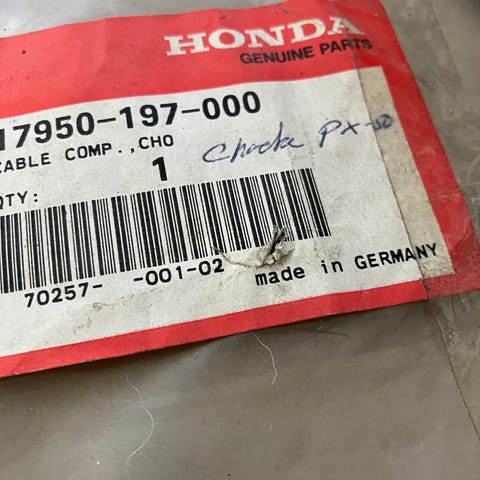 HONDA
GENUINE PARTS
17950-197-000
CABLE COMP.,CHO
1
Choke PX-50
QTY:
70257- -001-02
made in GERMANY